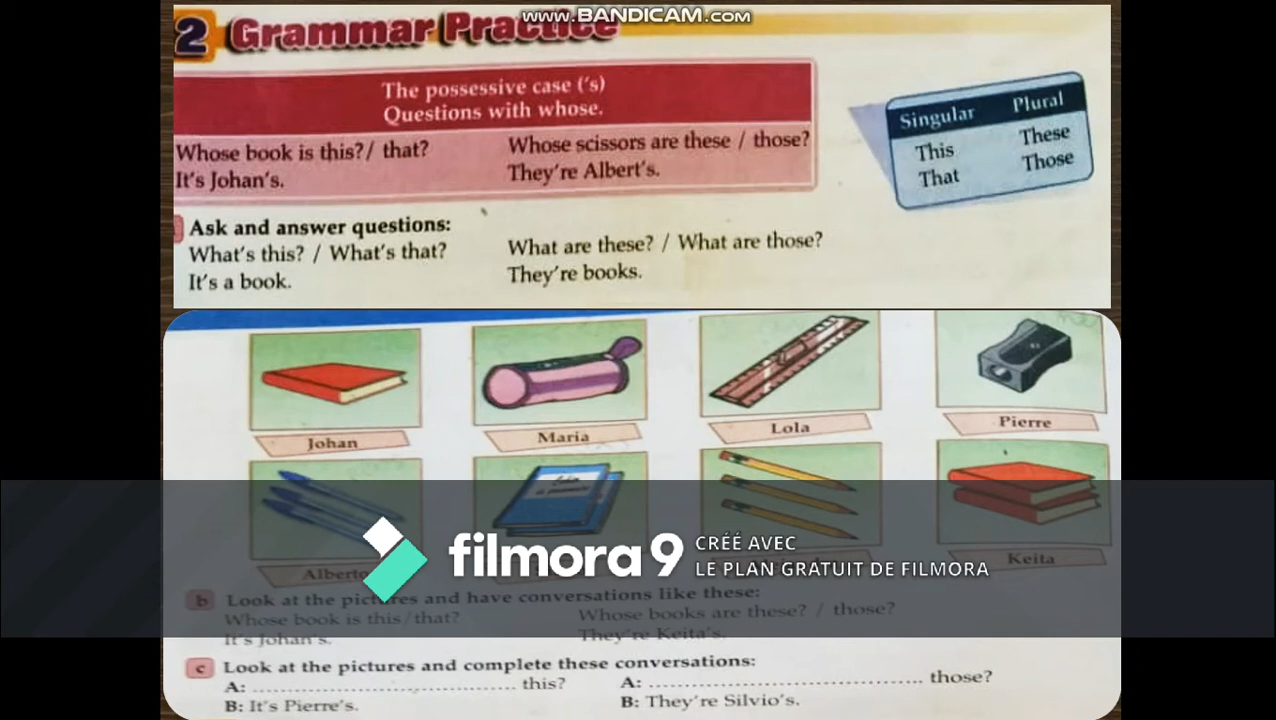 www.BANDICAM.com
2 Grammar Practice
The possessive case ('s)
Questions with whose.
Whose book is this?/ that?
It's Johan's.
Whose scissors are these / those?
They're Albert's.
Singular Plural
This These
That Those
Ask and answer questions:
What's this? / What's that?
It's a book.
What are these? / What are those?
They're books.
Johan
Maria
Lola
Pierre
Alberto
Keita
filmora 9
CRÉÉ AVEC
LE PLAN GRATUIT DE FILMORA
b Look at the pictures and have conversations like these:
Whose book is this/that?
It's Johan's.
Whose books are these? / those?
They're Keita's.
c Look at the pictures and complete these conversations:
A: ........................................ this?
B: It's Pierre's.
A: ........................................ those?
B: They're Silvio's.